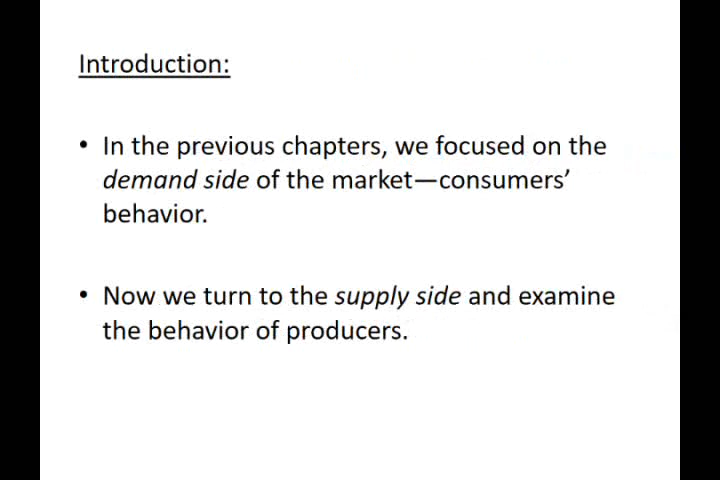 Introduction:
• In the previous chapters, we focused on the
demand side of the market—consumers’
behavior.
• Now we turn to the supply side and examine
the behavior of producers.